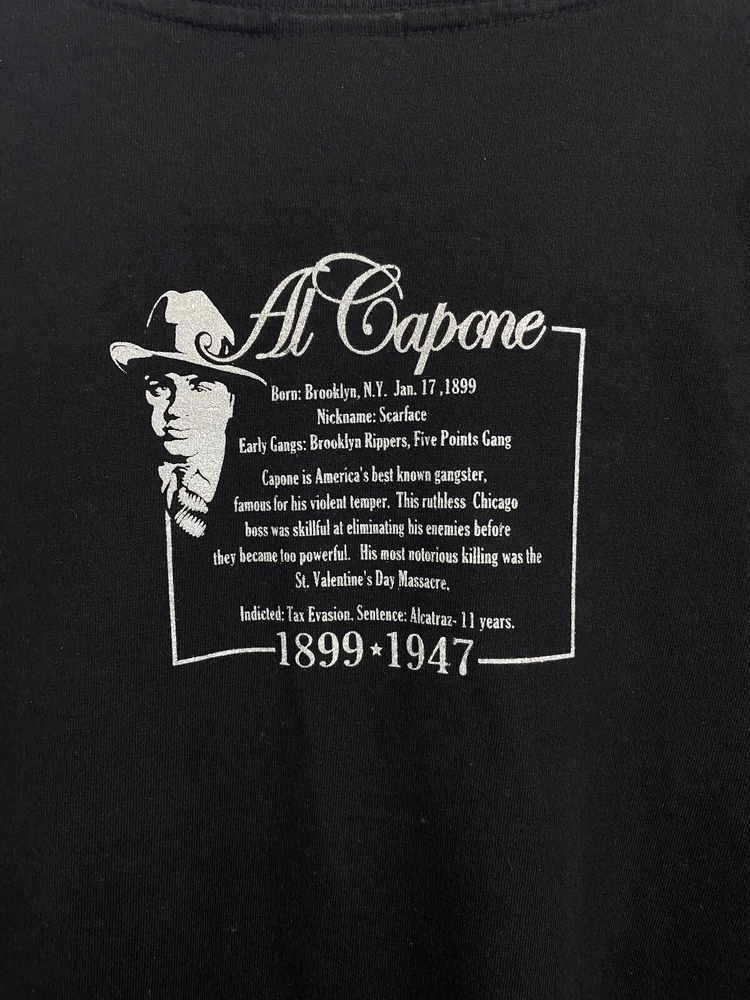 Al Capone
Born: Brooklyn, N.Y. Jan. 17,1899
Nickname: Scarface
Early Gangs: Brooklyn Rippers, Five Points Gang
Capone is America's best known gangster,
famous for his violent temper. This ruthless Chicago
boss was skillful at eliminating his enemies before
they became too powerful. His most notorious killing was the
St. Valentine's Day Massacre.
Indicted: Tax Evasion. Sentence: Alcatraz- 11 years.
1899★1947